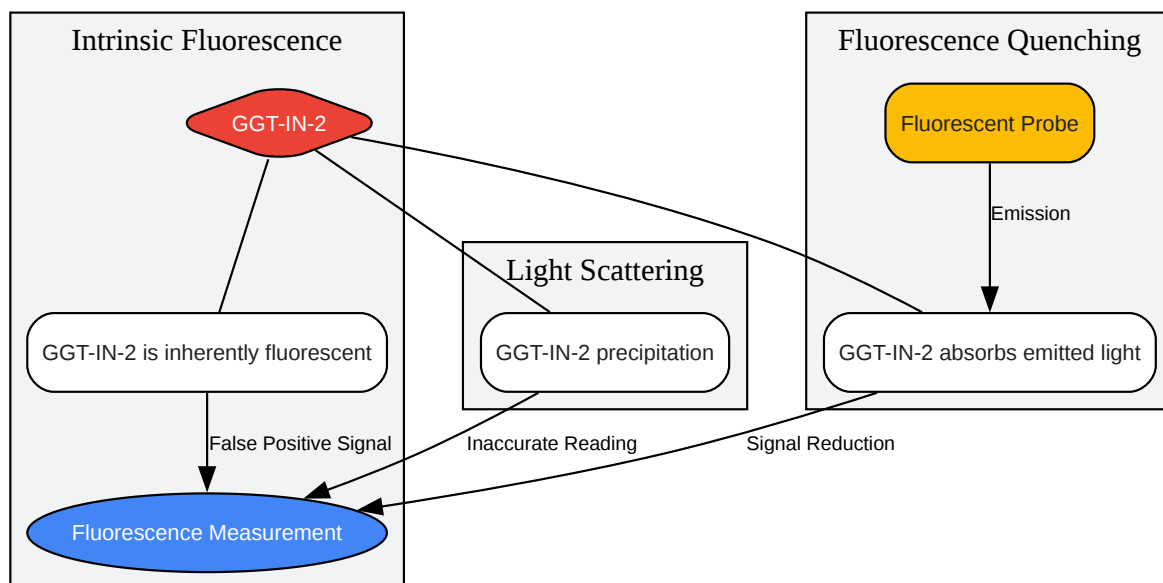 Intrinsic Fluorescence
Fluorescence Quenching
GGT-IN-2
Fluorescent Probe
Emission
Light Scattering
GGT-IN-2 is inherently fluorescent
GGT-IN-2 precipitation
GGT-IN-2 absorbs emitted light
False Positive Signal
Inaccurate Reading
Signal Reduction
Fluorescence Measurement